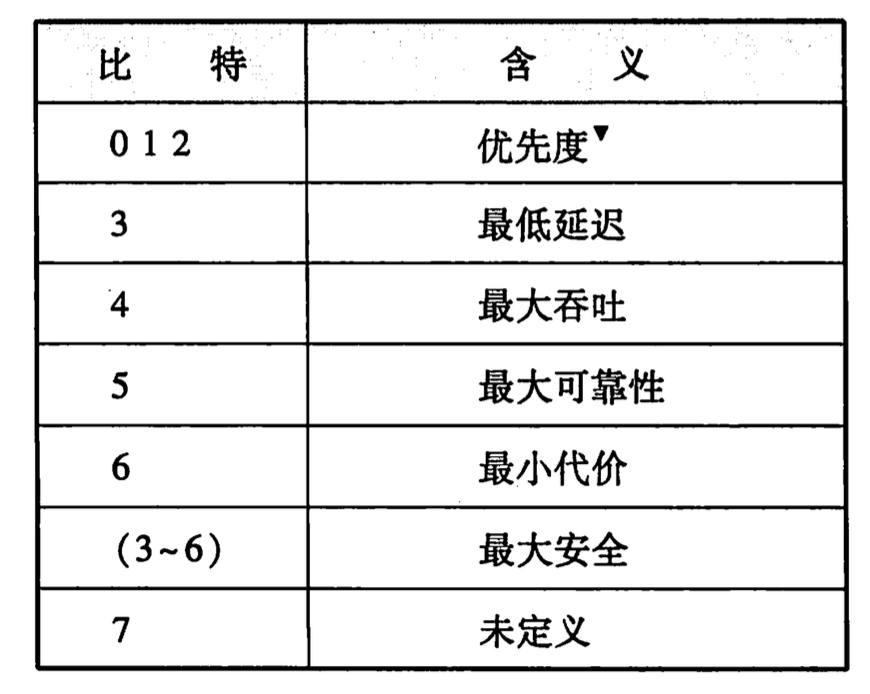 比 特 含 义
0 1 2 优先度▼
3 最低延迟
4 最大吞吐
5 最大可靠性
6 最小代价
(3~6) 最大安全
7 未定义